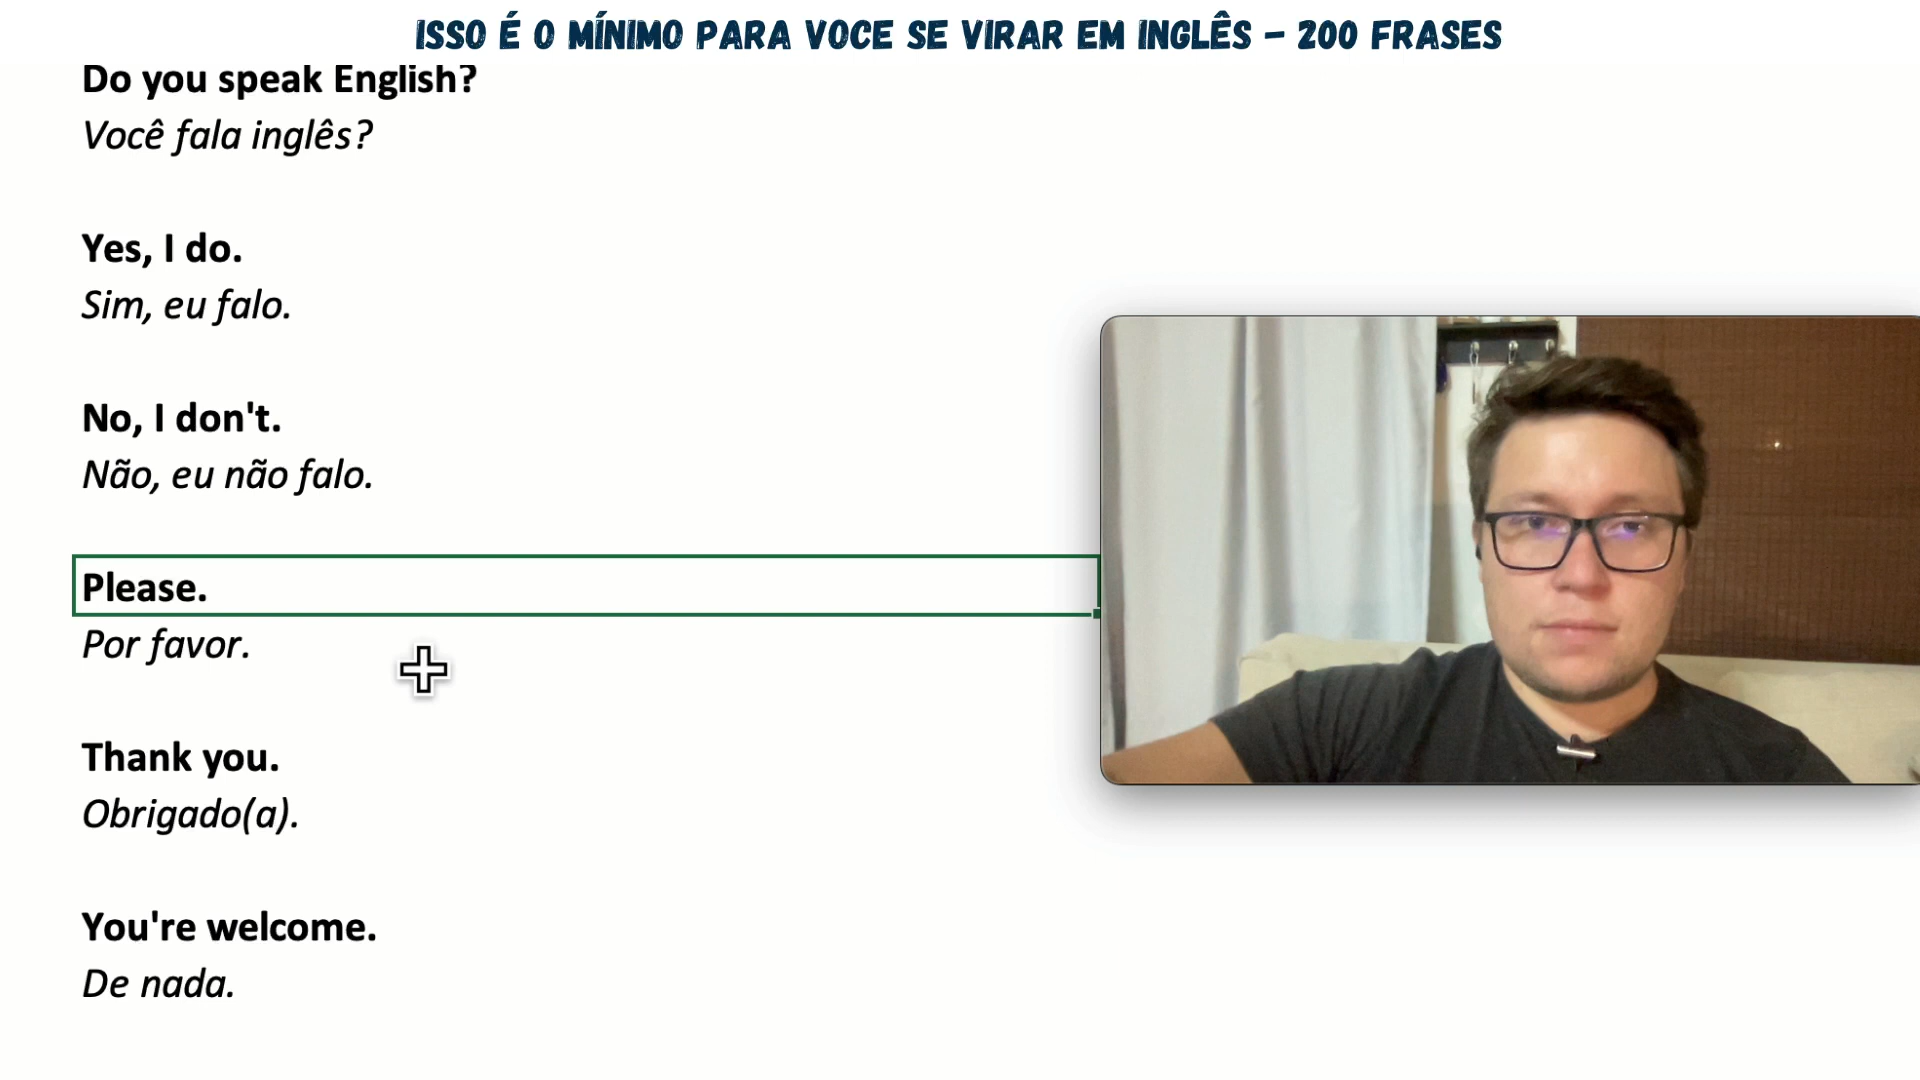 ISSO É O MÍNIMO PARA VOCE SE VIRAR EM INGLÊS – 200 FRASES
Do you speak English?
Você fala inglês?
Yes, I do.
Sim, eu falo.
No, I don't.
Não, eu não falo.
Please.
Por favor.
Thank you.
Obrigado(a).
You're welcome.
De nada.